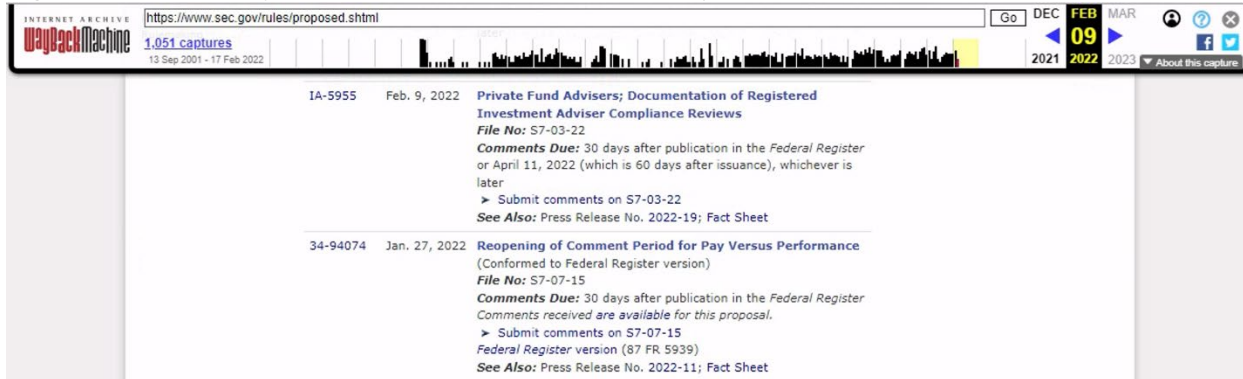 INTERNET ARCHIVE
WayBackMachine
https://www.sec.gov/rules/proposed.shtml
Go
DEC FEB MAR
1,051 captures
09
13 Sep 2001 - 17 Feb 2022
2021 2022 2023
About this capture
IA-5955 Feb. 9, 2022 Private Fund Advisers; Documentation of Registered
Investment Adviser Compliance Reviews
File No: S7-03-22
Comments Due: 30 days after publication in the Federal Register
or April 11, 2022 (which is 60 days after issuance), whichever is
later
➤ Submit comments on S7-03-22
See Also: Press Release No. 2022-19; Fact Sheet
34-94074 Jan. 27, 2022 Reopening of Comment Period for Pay Versus Performance
(Conformed to Federal Register version)
File No: S7-07-15
Comments Due: 30 days after publication in the Federal Register
Comments received are available for this proposal.
➤ Submit comments on S7-07-15
Federal Register version (87 FR 5939)
See Also: Press Release No. 2022-11; Fact Sheet